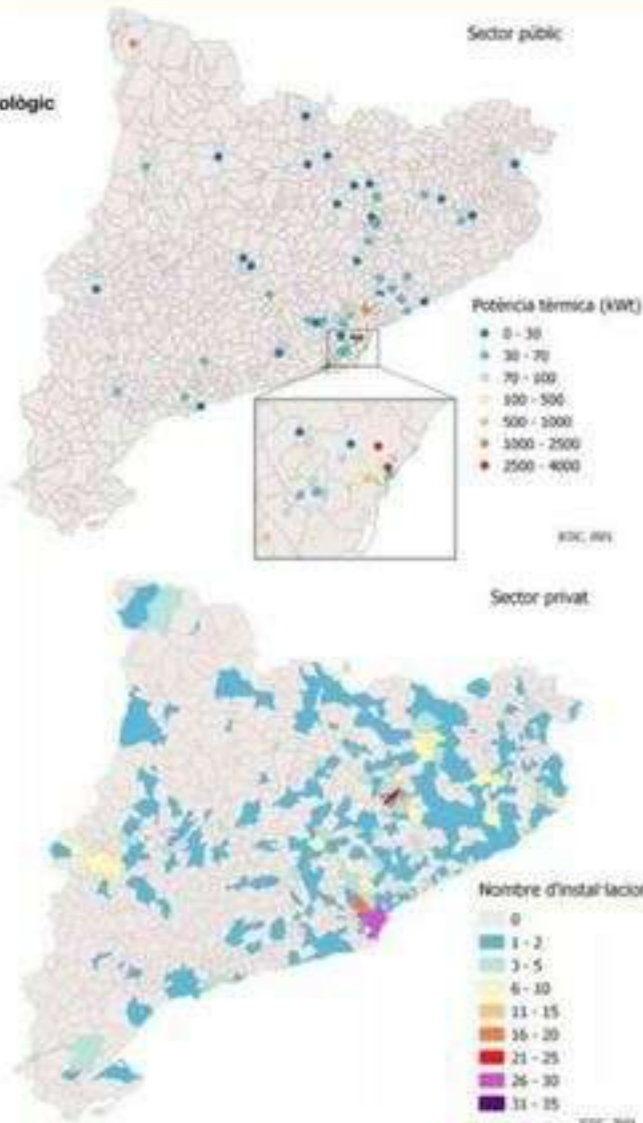 Sector públic
ològic
Potència tèrmica (kWt)
0 - 30
30 - 70
70 - 100
100 - 500
500 - 1000
1000 - 2500
2500 - 4000
Sector privat
Nombre d'instal·lacion
0
1 - 2
3 - 5
6 - 10
11 - 15
16 - 20
21 - 25
26 - 30
31 - 35